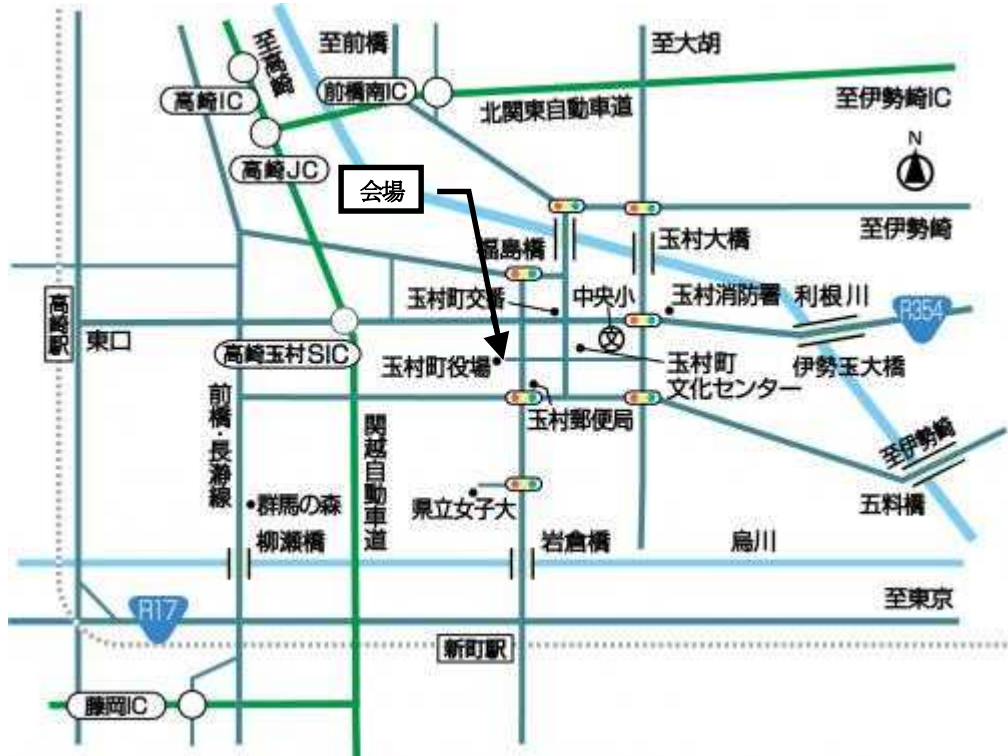 至前橋
至大胡
至高崎
高崎IC
前橋南IC
北関東自動車道
至伊勢崎IC
高崎JC
N
会場
至伊勢崎
福島橋
玉村大橋
玉村町交番
中央小
玉村消防署
利根川
R354
高崎駅
東口
文
高崎玉村SIC
玉村町役場
玉村町
文化センター
伊勢玉大橋
前橋・長瀞線
関越自動車道
玉村郵便局
至伊勢崎
群馬の森
県立女子大
五料橋
柳瀬橋
岩倉橋
烏川
至東京
R17
新町駅
藤岡IC